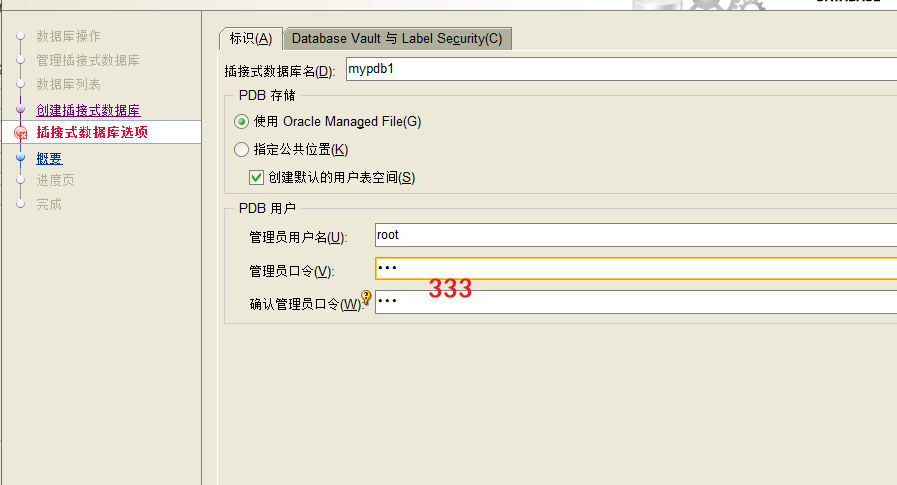 数据库操作
管理插接式数据库
数据库列表
创建插接式数据库
插接式数据库选项
概要
进度页
完成
标识(A) Database Vault 与 Label Security(C)
插接式数据库名(D): mypdb1
PDB 存储
使用 Oracle Managed File(G)
指定公共位置(K)
创建默认的用户表空间(S)
PDB 用户
管理员用户名(U): root
管理员口令(V): •••
333
确认管理员口令(W): •••